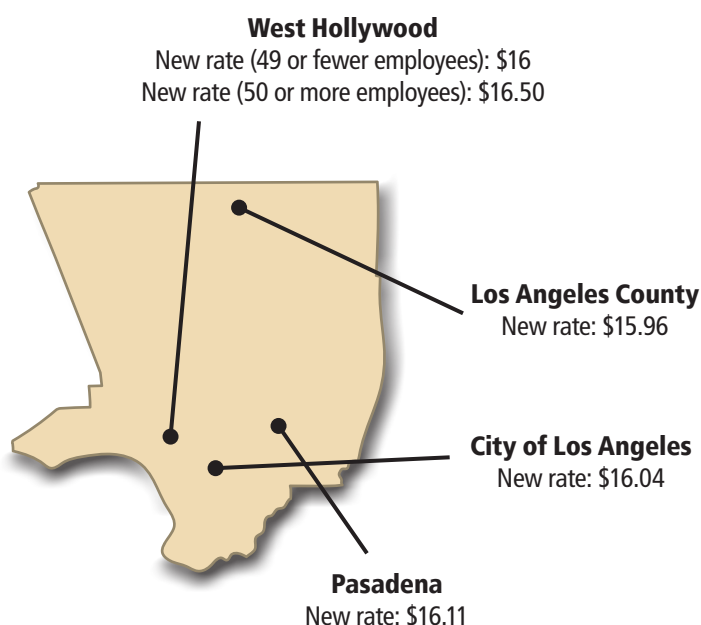 West Hollywood
New rate (49 or fewer employees): $16
New rate (50 or more employees): $16.50
Los Angeles County
New rate: $15.96
City of Los Angeles
New rate: $16.04
Pasadena
New rate: $16.11